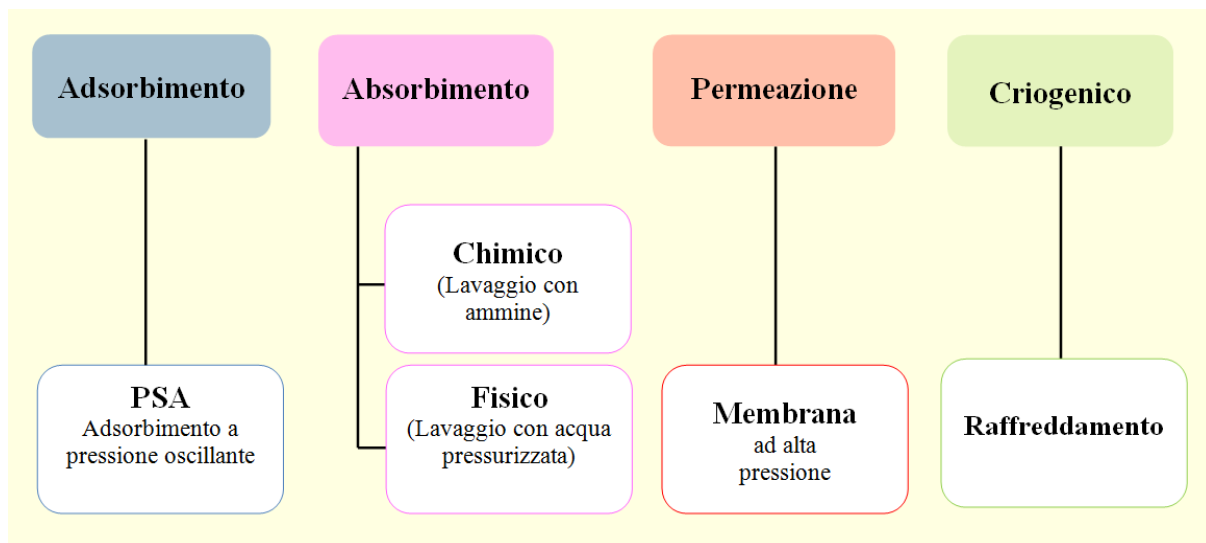 Adsorbimento
Absorbimento
Permeazione
Criogenico
Chimico
(Lavaggio con
ammine)
PSA
Adsorbimento a
pressione oscillante
Fisico
(Lavaggio con acqua
pressurizzata)
Membrana
ad alta
pressione
Raffreddamento